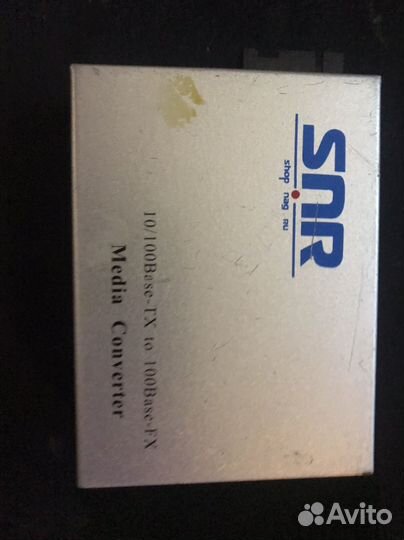 SNR
shop nag RU
10/100Base-TX to 100Base-FX
Media Converter
Avito